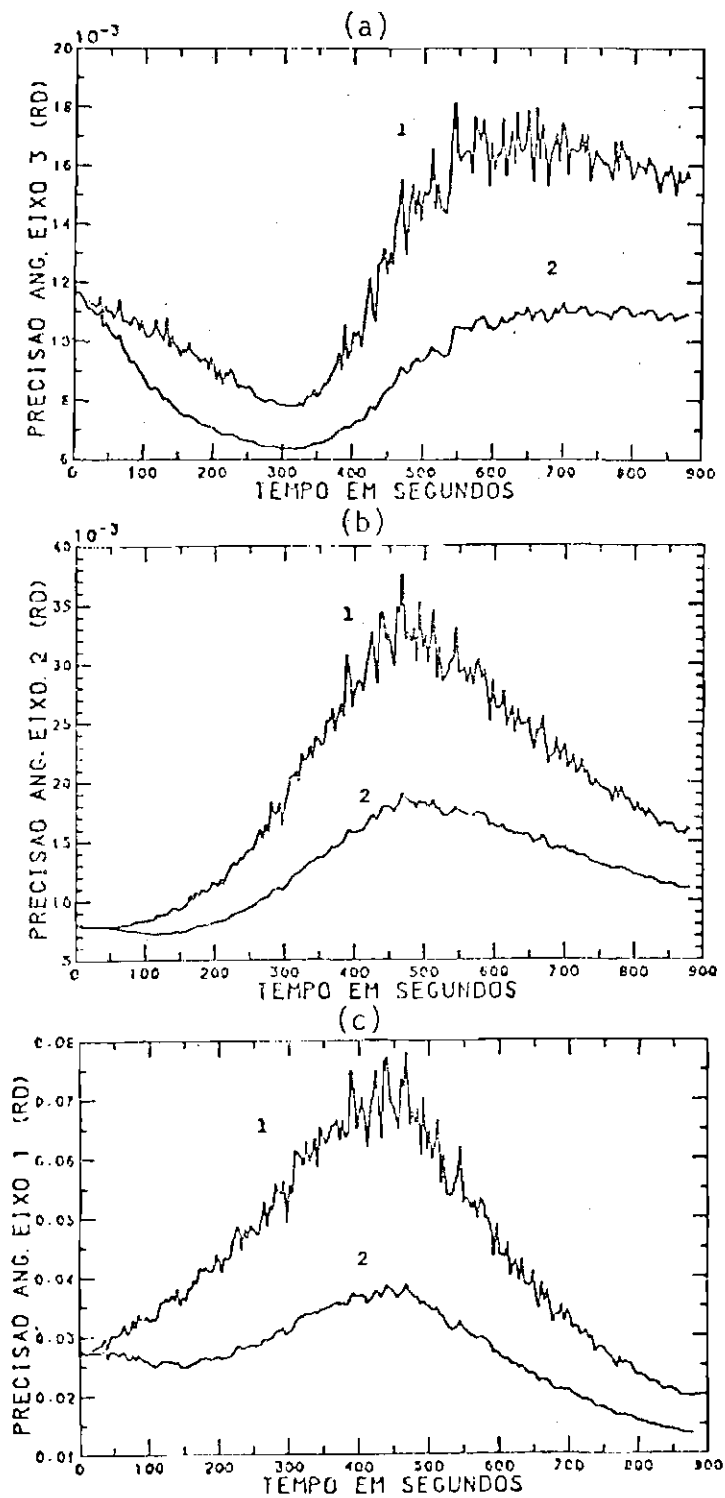 (a)
10⁻³
20
18
16
14
12
10
8
6
PRECISAO ANG. EIXO 3 (RD)
1
2
0 100 200 300 400 500 600 700 800 900
TEMPO EM SEGUNDOS
(b)
10⁻³
40
35
30
25
20
15
10
5
PRECISAO ANG. EIXO. 2 (RD)
1
2
0 100 200 300 400 500 600 700 800 900
TEMPO EM SEGUNDOS
(c)
0.08
0.07
0.06
0.05
0.04
0.03
0.02
0.01
PRECISAO ANG. EIXO 1 (RD)
1
2
0 100 200 300 400 500 600 700 800 900
TEMPO EM SEGUNDOS